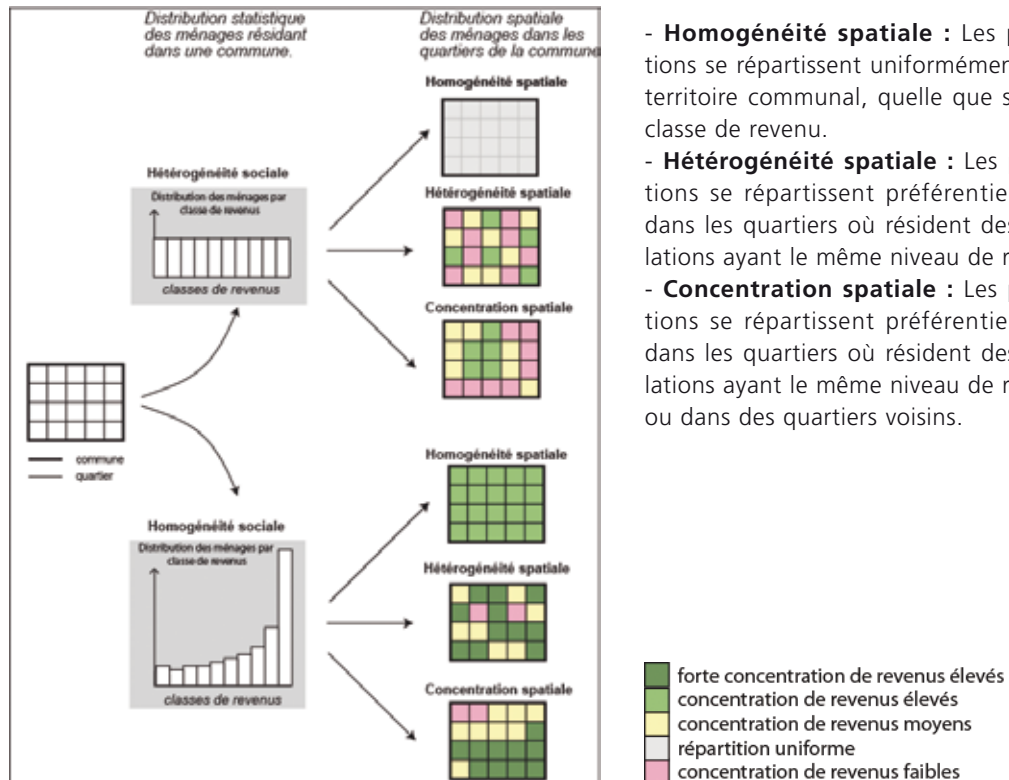 Distribution statistique
des ménages résidant
dans une commune.
Distribution spatiale
des ménages dans les
quartiers de la commune
Homogénéité spatiale
Hétérogénéité sociale
Distribution des ménages par
classe de revenus
classes de revenus
Hétérogénéité spatiale
Concentration spatiale
commune
quartier
Homogénéité spatiale
Homogénéité sociale
Distribution des ménages par
classe de revenus
classes de revenus
Hétérogénéité spatiale
Concentration spatiale
- Homogénéité spatiale : Les p
tions se répartissent uniformémen
territoire communal, quelle que s
classe de revenu.
- Hétérogénéité spatiale : Les p
tions se répartissent préférentie
dans les quartiers où résident des
lations ayant le même niveau de r
- Concentration spatiale : Les p
tions se répartissent préférentie
dans les quartiers où résident des
lations ayant le même niveau de r
ou dans des quartiers voisins.
forte concentration de revenus élevés
concentration de revenus élevés
concentration de revenus moyens
répartition uniforme
concentration de revenus faibles